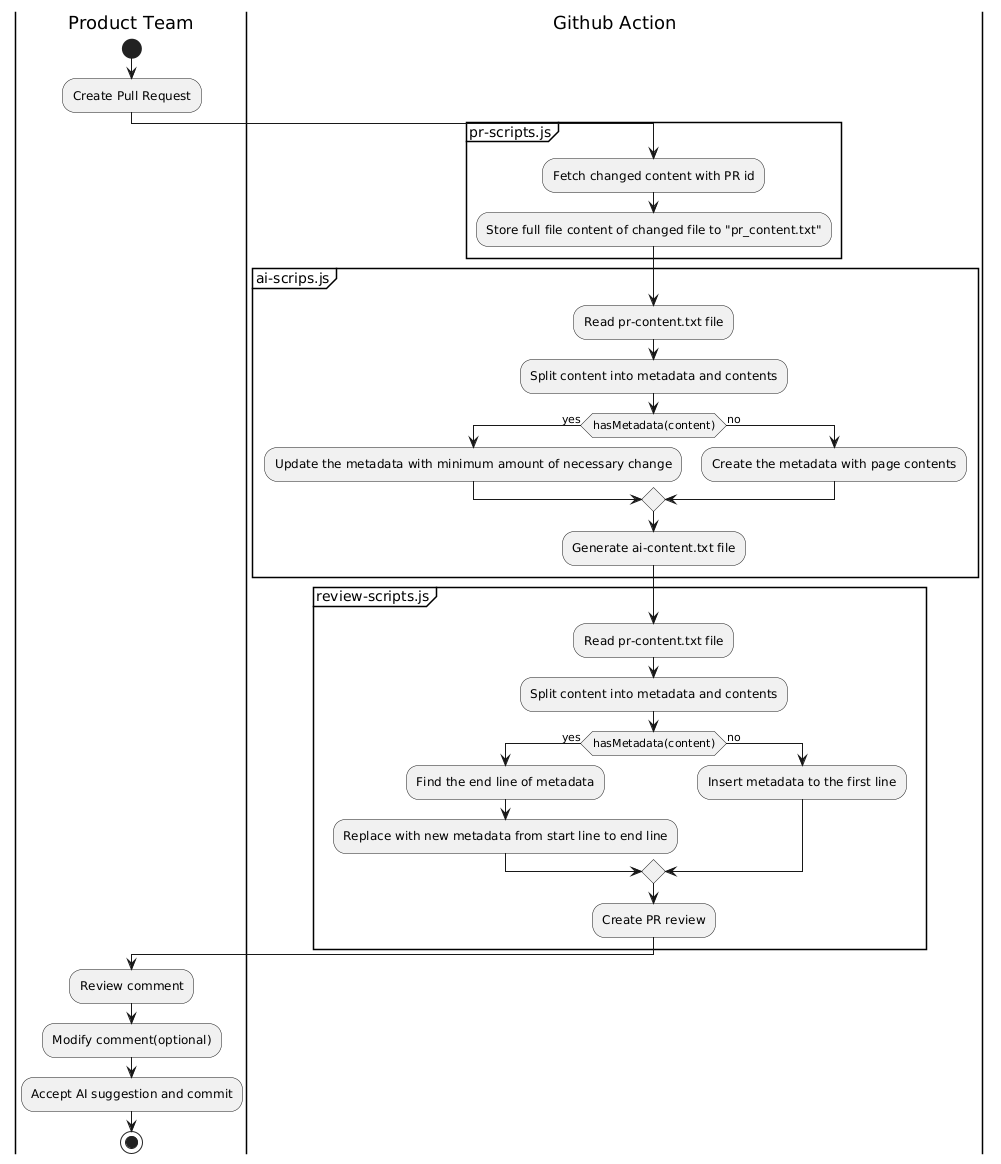 Product Team
Github Action
Create Pull Request
pr-scripts.js
Fetch changed content with PR id
Store full file content of changed file to "pr_content.txt"
ai-scrips.js
Read pr-content.txt file
Split content into metadata and contents
yes
hasMetadata(content)
no
Update the metadata with minimum amount of necessary change
Create the metadata with page contents
Generate ai-content.txt file
review-scripts.js
Read pr-content.txt file
Split content into metadata and contents
yes
hasMetadata(content)
no
Find the end line of metadata
Insert metadata to the first line
Replace with new metadata from start line to end line
Create PR review
Review comment
Modify comment(optional)
Accept AI suggestion and commit